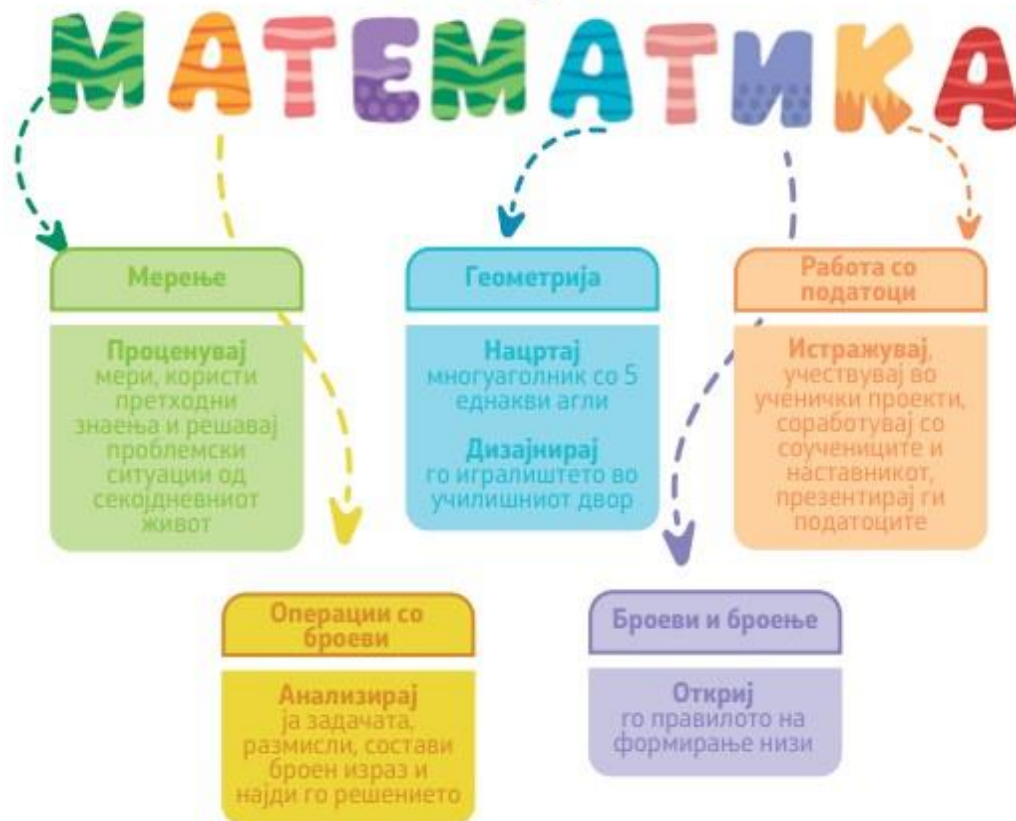 МАТЕМАТИКА
Мерење
Проценувај
мери, користи
претходни
знаења и решавај
проблемски
ситуации од
секојдневниот
живот
Геометрија
Нацртај
многуаголник со 5
еднакви агли
Дизајнирај
го игралиштето во
училишниот двор
Работа со
податоци
Истражувај,
учествувај во
ученички проекти,
соработувај со
соучениците и
наставникот,
презентирај ги
податоците
Операции со
броеви
Анализирај
ја задачата,
размисли, состави
броен израз и
најди го решението
Броеви и броење
Откриј
го правилото на
формирање низи